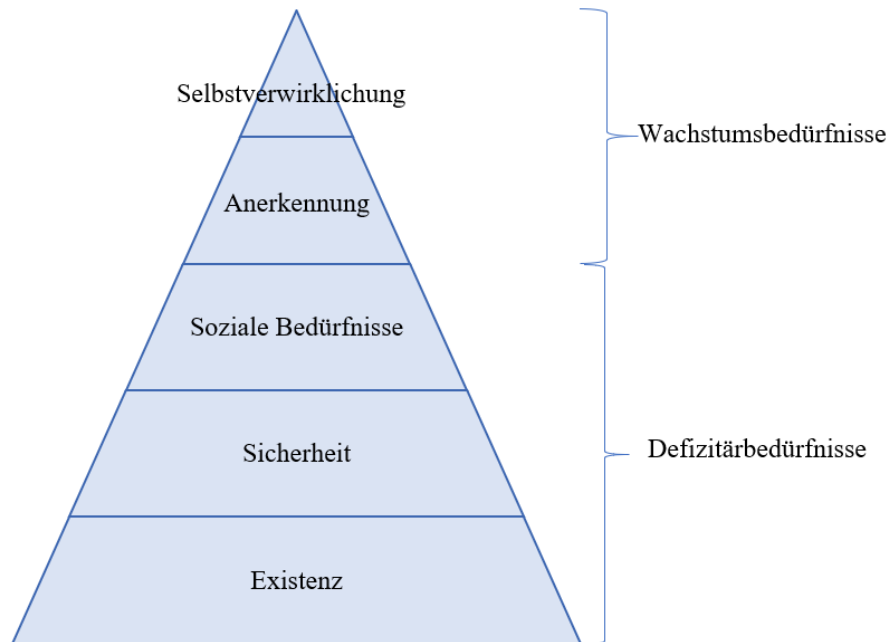 Selbstverwirklichung
Wachstumsbedürfnisse
Anerkennung
Soziale Bedürfnisse
Sicherheit
Defizitärbedürfnisse
Existenz